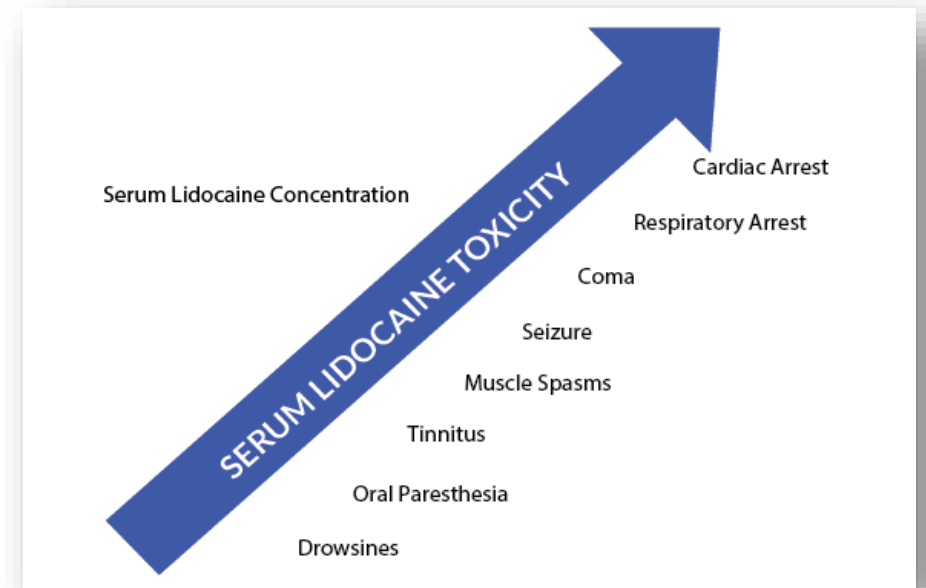 Cardiac Arrest
Serum Lidocaine Concentration
Respiratory Arrest
Coma
Seizure
Muscle Spasms
Tinnitus
Oral Paresthesia
Drowsines
SERUM LIDOCAINE TOXICITY